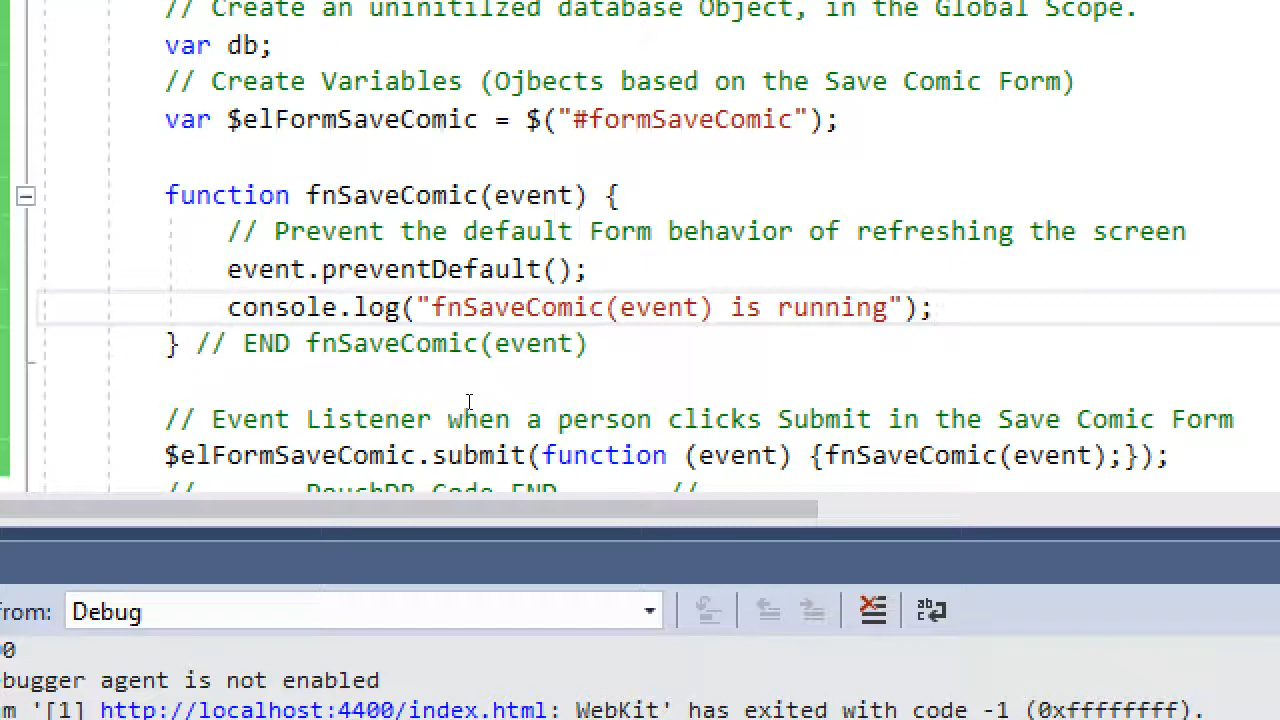 // Create an uninitilzed database Object, in the Global Scope.
var db;
// Create Variables (Ojbects based on the Save Comic Form)
var $elFormSaveComic = $("#formSaveComic");
function fnSaveComic(event) {
// Prevent the default Form behavior of refreshing the screen
event.preventDefault();
console.log("fnSaveComic(event) is running");
} // END fnSaveComic(event)
// Event Listener when a person clicks Submit in the Save Comic Form
$elFormSaveComic.submit(function (event) {fnSaveComic(event);});
// PouchDB Code END //
from: Debug
0
bugger agent is not enabled
m '[1] http://localhost:4400/index.html: WebKit' has exited with code -1 (0xffffffff).